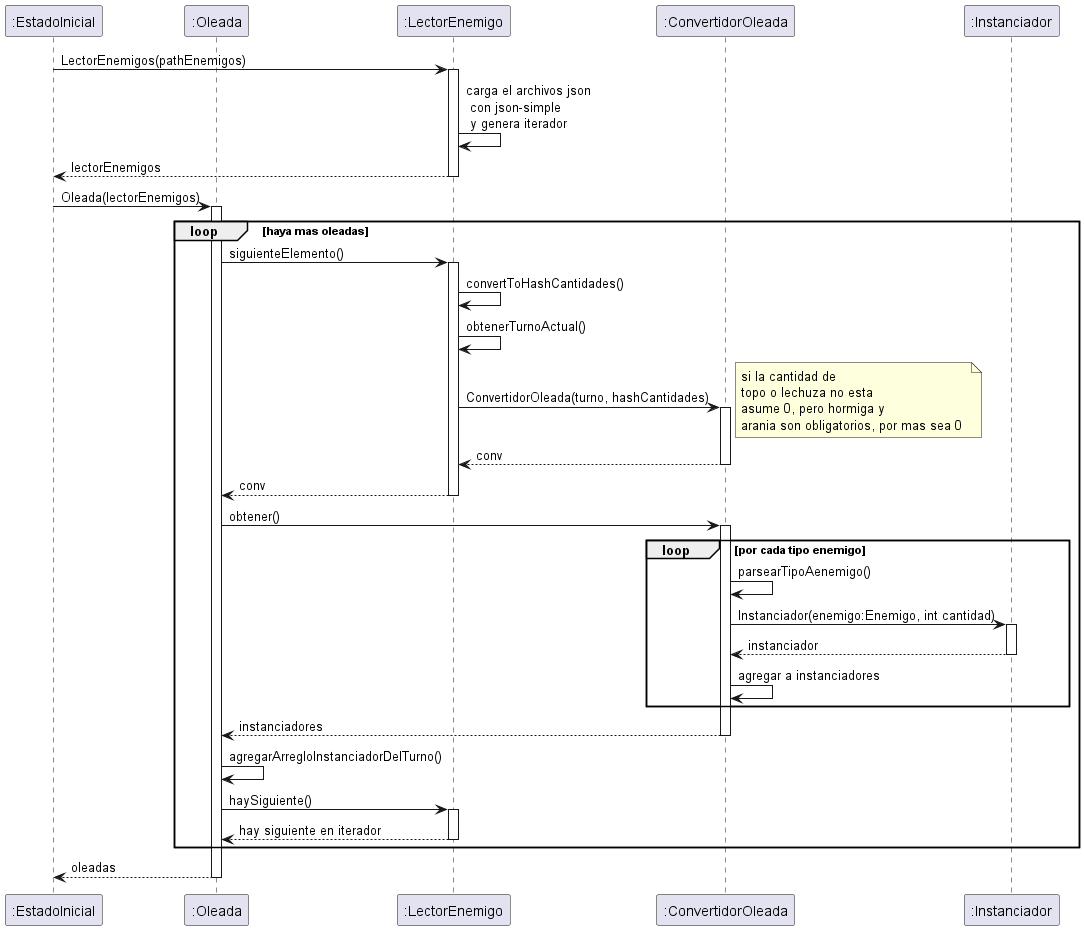 :EstadoInicial
:Oleada
:LectorEnemigo
:ConvertidorOleada
:Instanciador
LectorEnemigos(pathEnemigos)
carga el archivos json
con json-simple
y genera iterador
lectorEnemigos
Oleada(lectorEnemigos)
loop
[haya mas oleadas]
siguienteElemento()
convertToHashCantidades()
obtenerTurnoActual()
ConvertidorOleada(turno, hashCantidades)
si la cantidad de
topo o lechuza no esta
asume 0, pero hormiga y
arania son obligatorios, por mas sea 0
conv
conv
obtener()
loop
[por cada tipo enemigo]
parsearTipoAenemigo()
Instanciador(enemigo:Enemigo, int cantidad)
instanciador
agregar a instanciadores
instanciadores
agregarArregloInstanciadorDelTurno()
haySiguiente()
hay siguiente en iterador
oleadas
:EstadoInicial
:Oleada
:LectorEnemigo
:ConvertidorOleada
:Instanciador